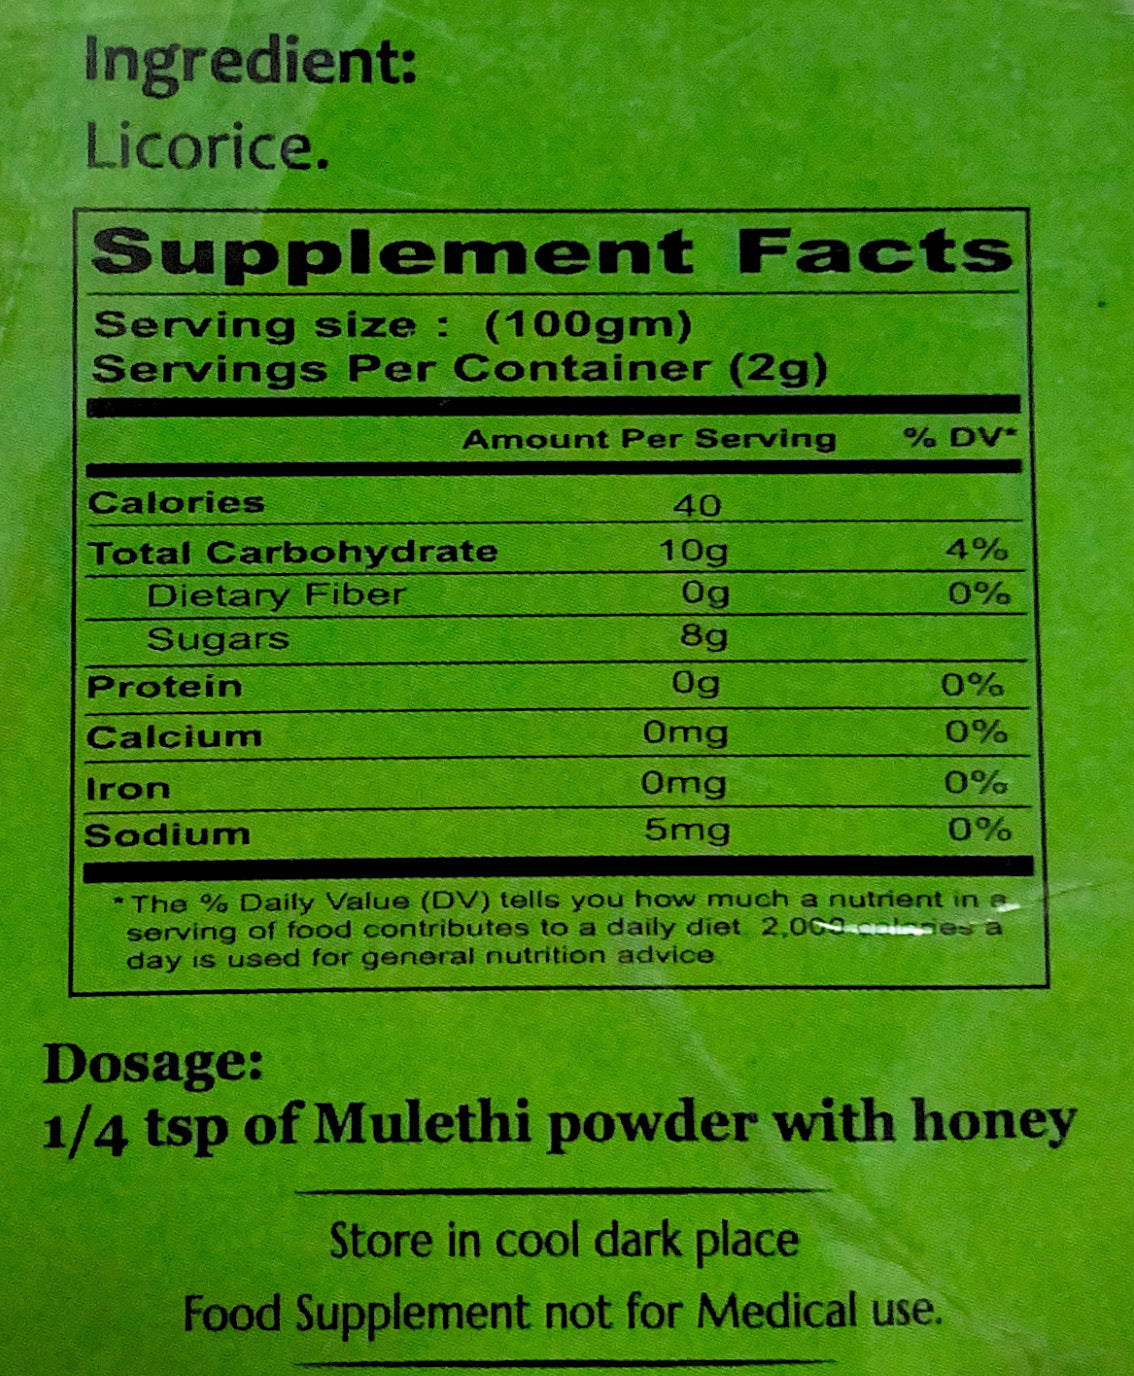 Ingredient:
Licorice.
Supplement Facts
Serving size : (100gm)
Servings Per Container (2g)
Amount Per Serving % DV*
Calories 40
Total Carbohydrate 10g 4%
Dietary Fiber 0g 0%
Sugars 8g
Protein 0g 0%
Calcium 0mg 0%
Iron 0mg 0%
Sodium 5mg 0%
* The % Daily Value (DV) tells you how much a nutrient in a
serving of food contributes to a daily diet. 2,000 calories a
day is used for general nutrition advice
Dosage:
1/4 tsp of Mulethi powder with honey
Store in cool dark place
Food Supplement not for Medical use.